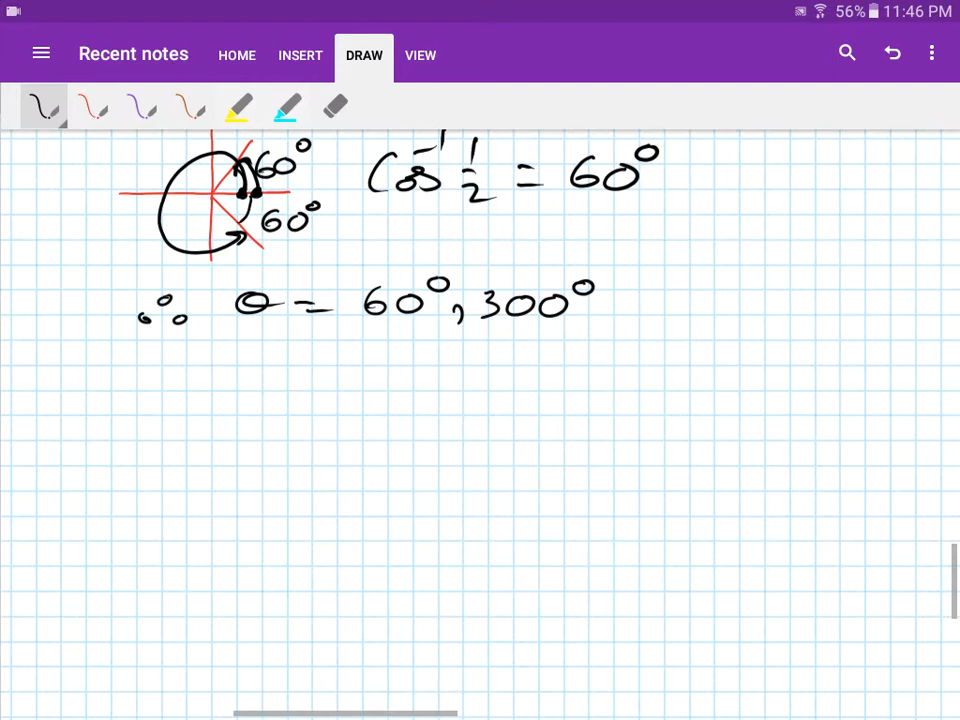 56% 11:46 PM
Recent notes HOME INSERT DRAW VIEW
60° Cos⁻¹ 1/2 = 60°
60°
∴ θ = 60°, 300°